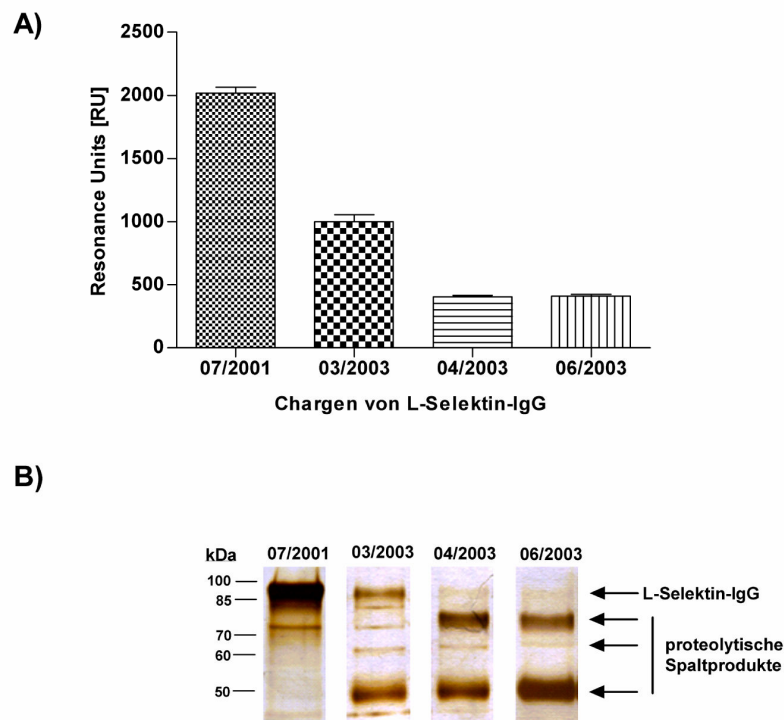 A)
2500
2000
1500
1000
500
0
Resonance Units [RU]
07/2001 03/2003 04/2003 06/2003
Chargen von L-Selektin-IgG
B)
kDa 07/2001 03/2003 04/2003 06/2003
100
85
70
60
50
L-Selektin-IgG
proteolytische
Spaltprodukte